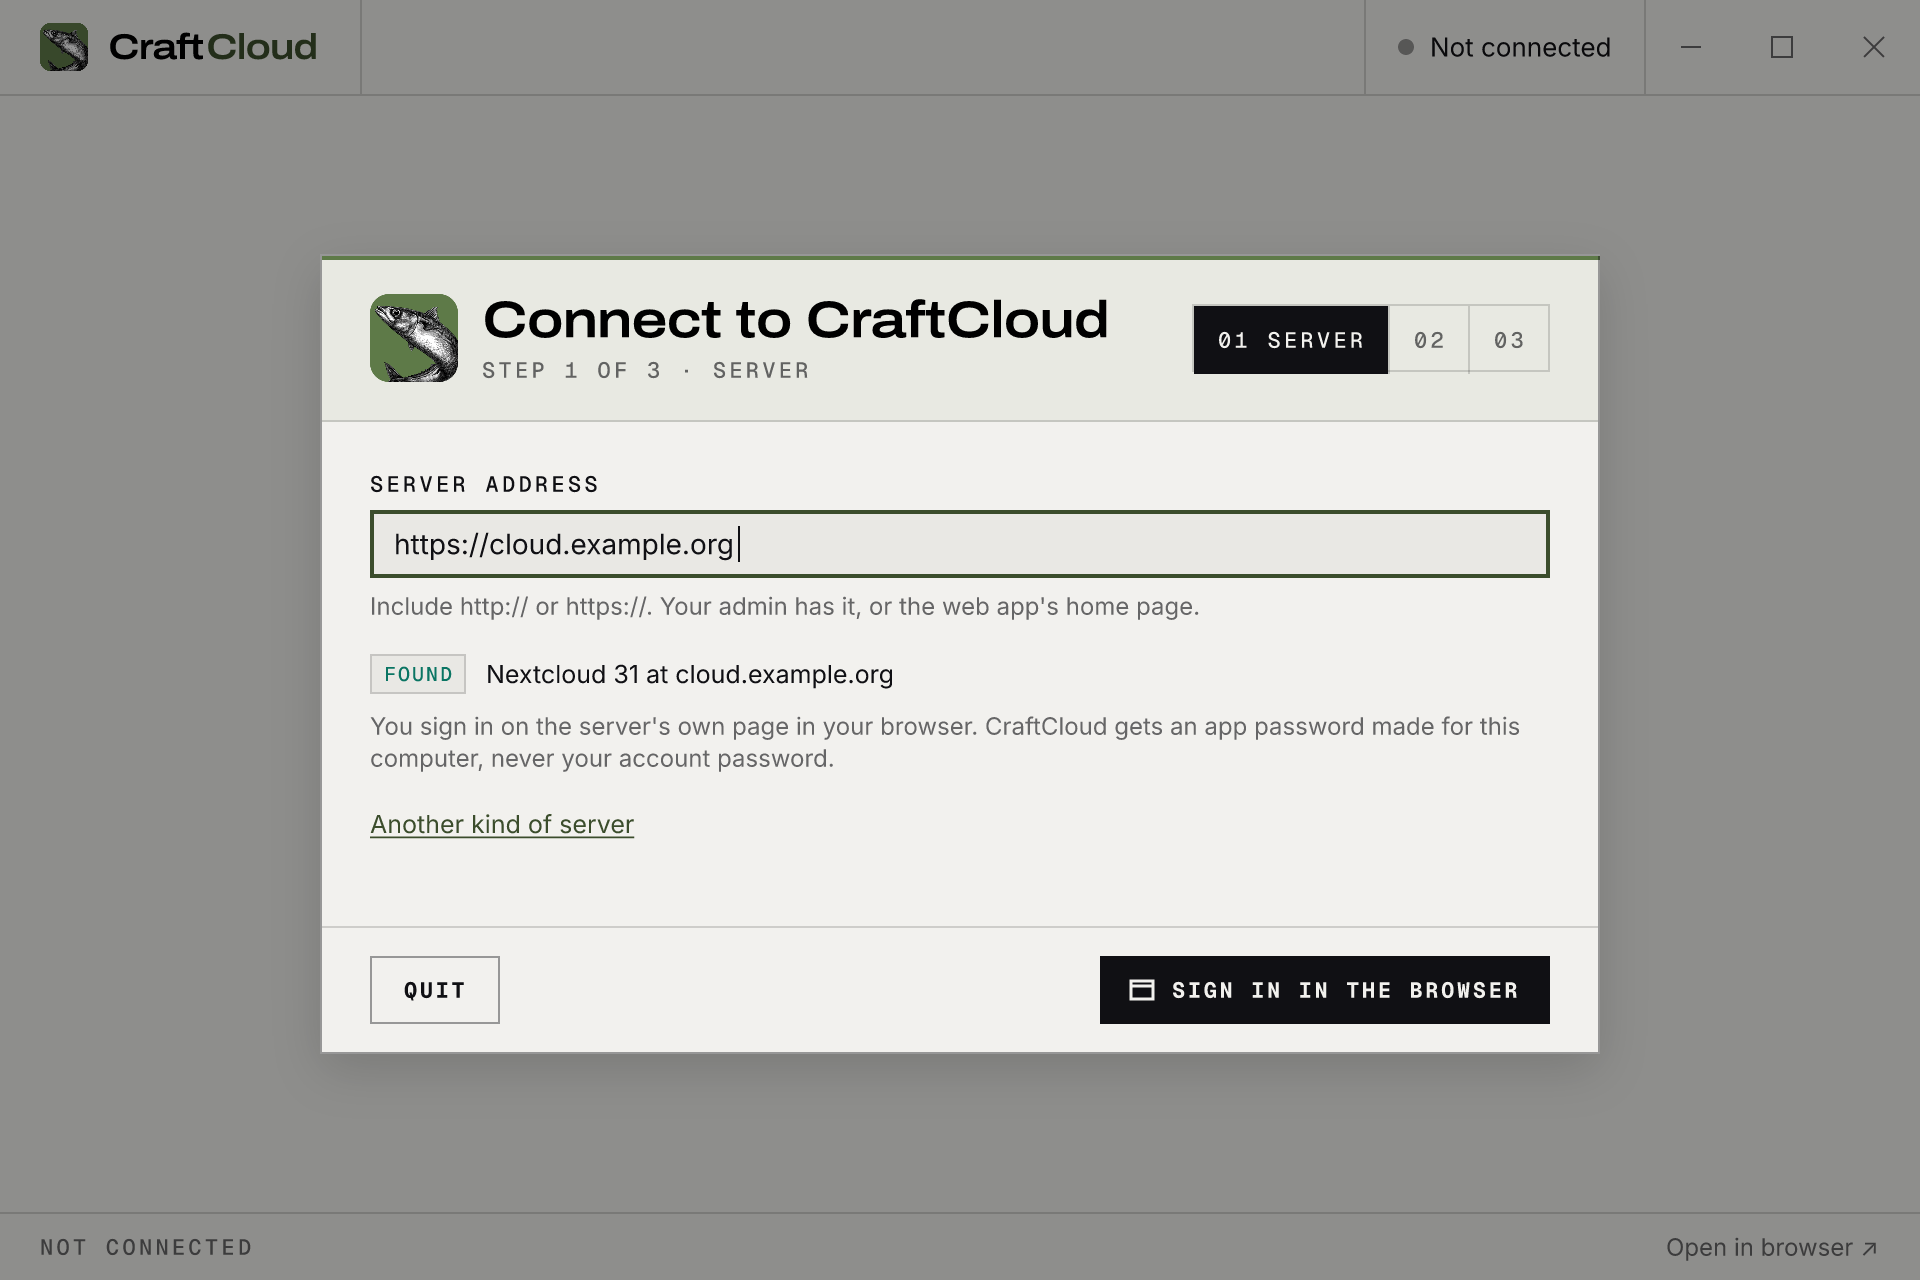 CraftCloud
Not connected
Connect to CraftCloud
STEP 1 OF 3 · SERVER
01 SERVER 02 03
SERVER ADDRESS
https://cloud.example.org
Include http:// or https://. Your admin has it, or the web app's home page.
FOUND Nextcloud 31 at cloud.example.org
You sign in on the server's own page in your browser. CraftCloud gets an app password made for this
computer, never your account password.
Another kind of server
QUIT
SIGN IN IN THE BROWSER
NOT CONNECTED
Open in browser ↗